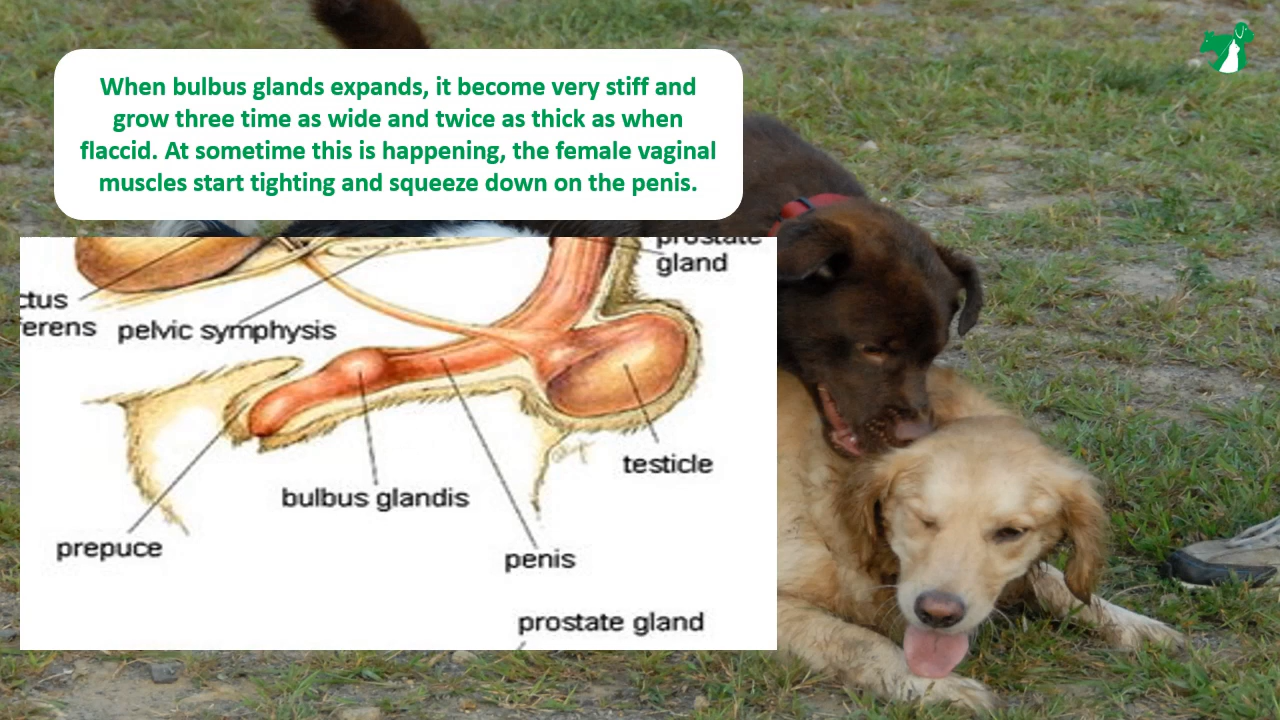 When bulbus glands expands, it become very stiff and
grow three time as wide and twice as thick as when
flaccid. At sometime this is happening, the female vaginal
muscles start tighting and squeeze down on the penis.
prostate
gland
ctus
erens
pelvic symphysis
testicle
bulbus glandis
prepuce
penis
prostate gland